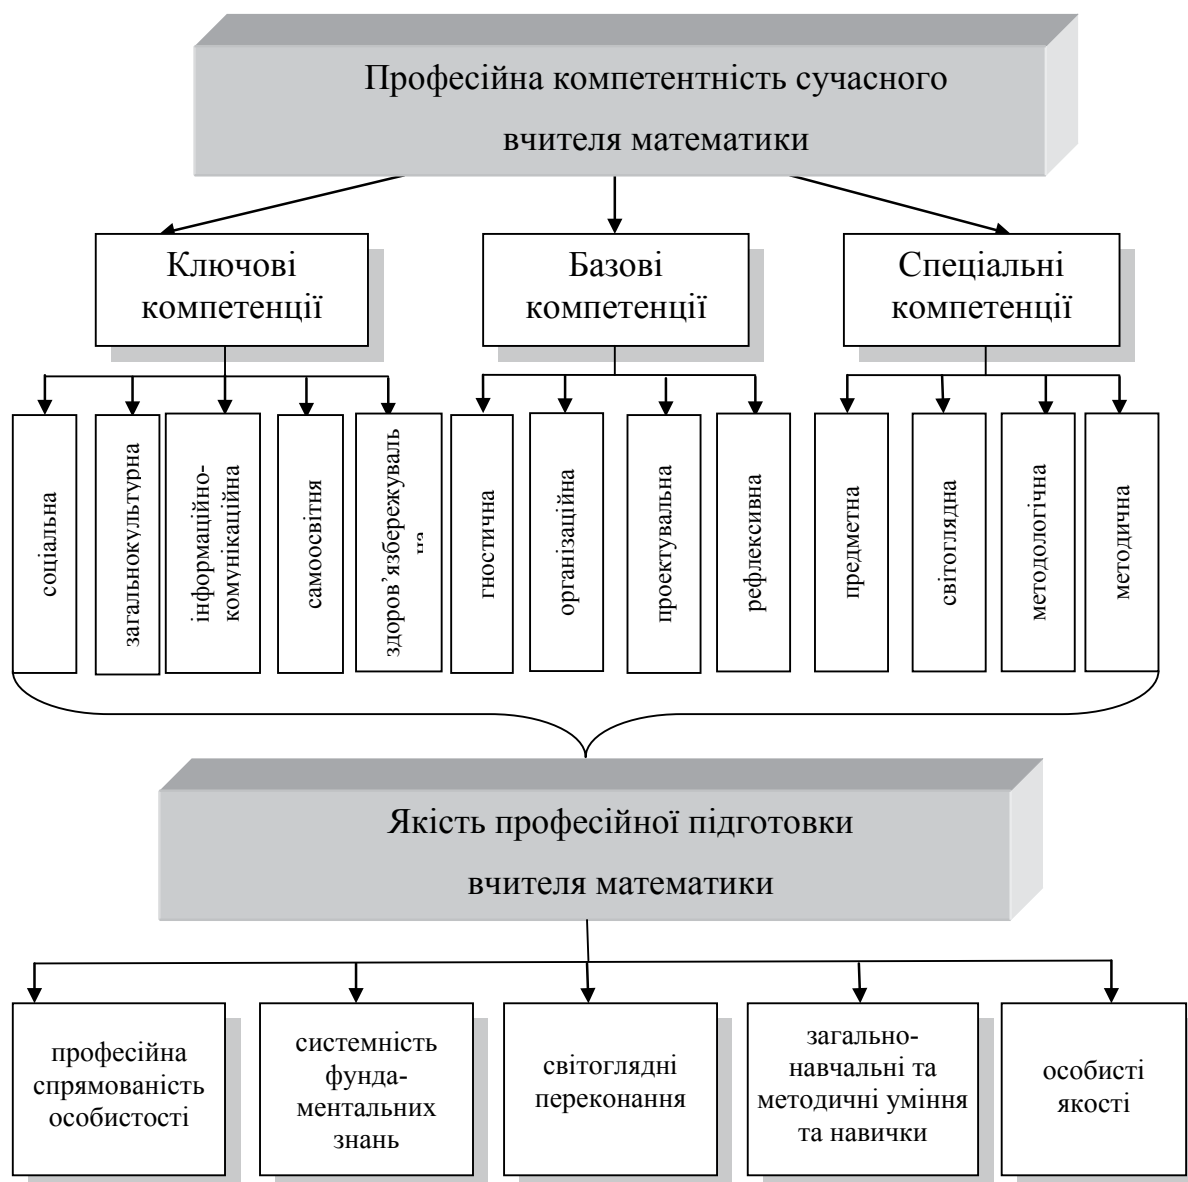 Професійна компетентність сучасного
вчителя математики
Ключові
компетенції
Базові
компетенції
Спеціальні
компетенції
соціальна
загальнокультурна
інформаційно-
комунікаційна
самоосвітня
здоров’язбережуваль
на
гностична
організаційна
проектувальна
рефлексивна
предметна
світоглядна
методологічна
методична
Якість професійної підготовки
вчителя математики
професійна
спрямованість
особистості
системність
фунда-
ментальних
знань
світоглядні
переконання
загально-
навчальні та
методичні уміння
та навички
особисті
якості